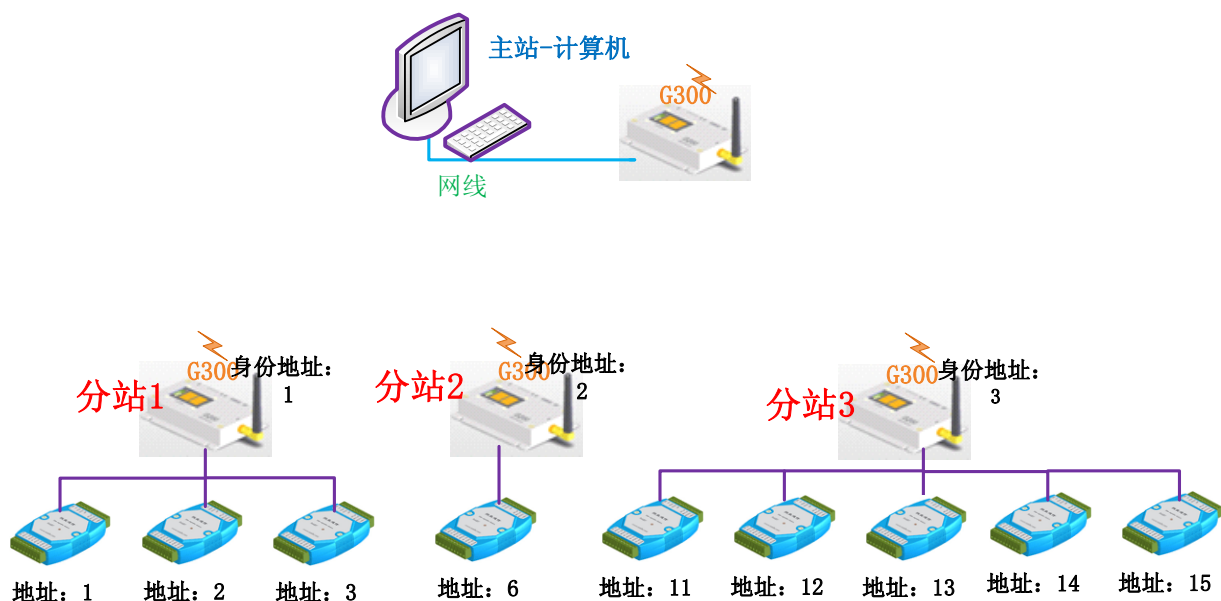 主站-计算机
G300
网线
分站1
G300
身份地址:
1
分站2
G300
身份地址:
2
分站3
G300
身份地址:
3
地址: 1
地址: 2
地址: 3
地址: 6
地址: 11
地址: 12
地址: 13
地址: 14
地址: 15